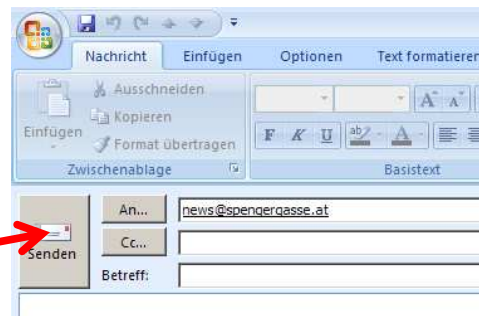 Nachricht Einfügen Optionen Text formatieren
Ausschneiden
Kopieren
Einfügen
Format übertragen
F K U ab A A A
Zwischenablage Basistext
An... news@spengergasse.at
Cc...
Senden
Betreff: